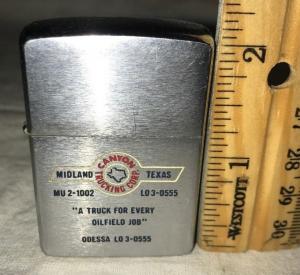 CANYON
TRUCKING CORP.
MIDLAND TEXAS
MU 2-1002 LO 3-0555
"A TRUCK FOR EVERY
OILFIELD JOB"
ODESSA LO 3-0555
1
2
WESTCOTT